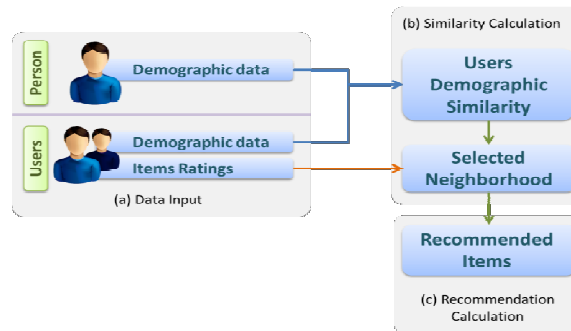 Person
Demographic data
Users
Demographic data
Items Ratings
(a) Data Input
(b) Similarity Calculation
Users
Demographic
Similarity
Selected
Neighborhood
Recommended
Items
(c) Recommendation
Calculation